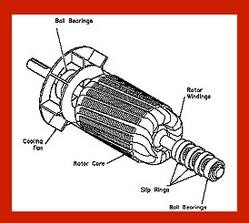 Ball Bearings
Rotor
Windings
Cooling
Fan
Rotor Core
Slip Rings
Ball Bearings